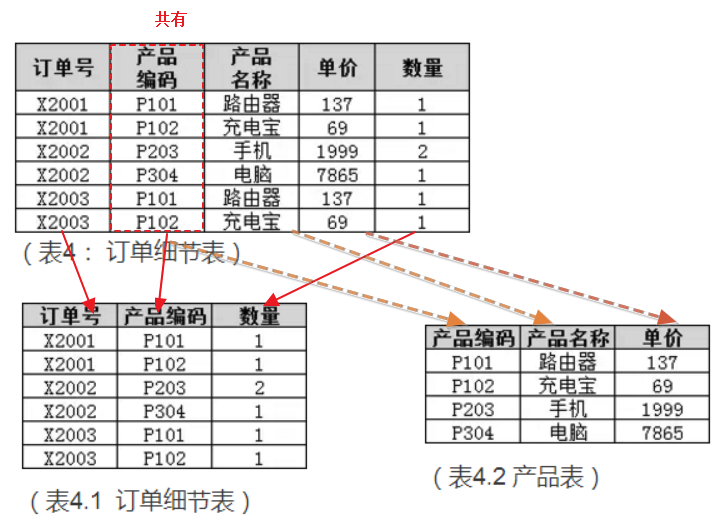 共有
订单号 产品编码 产品名称 单价 数量
X2001 P101 路由器 137 1
X2001 P102 充电宝 69 1
X2002 P203 手机 1999 2
X2002 P304 电脑 7865 1
X2003 P101 路由器 137 1
X2003 P102 充电宝 69 1
（表4：订单细节表）
订单号 产品编码 数量
X2001 P101 1
X2001 P102 1
X2002 P203 2
X2002 P304 1
X2003 P101 1
X2003 P102 1
（表4.1 订单细节表）
产品编码 产品名称 单价
P101 路由器 137
P102 充电宝 69
P203 手机 1999
P304 电脑 7865
（表4.2 产品表）